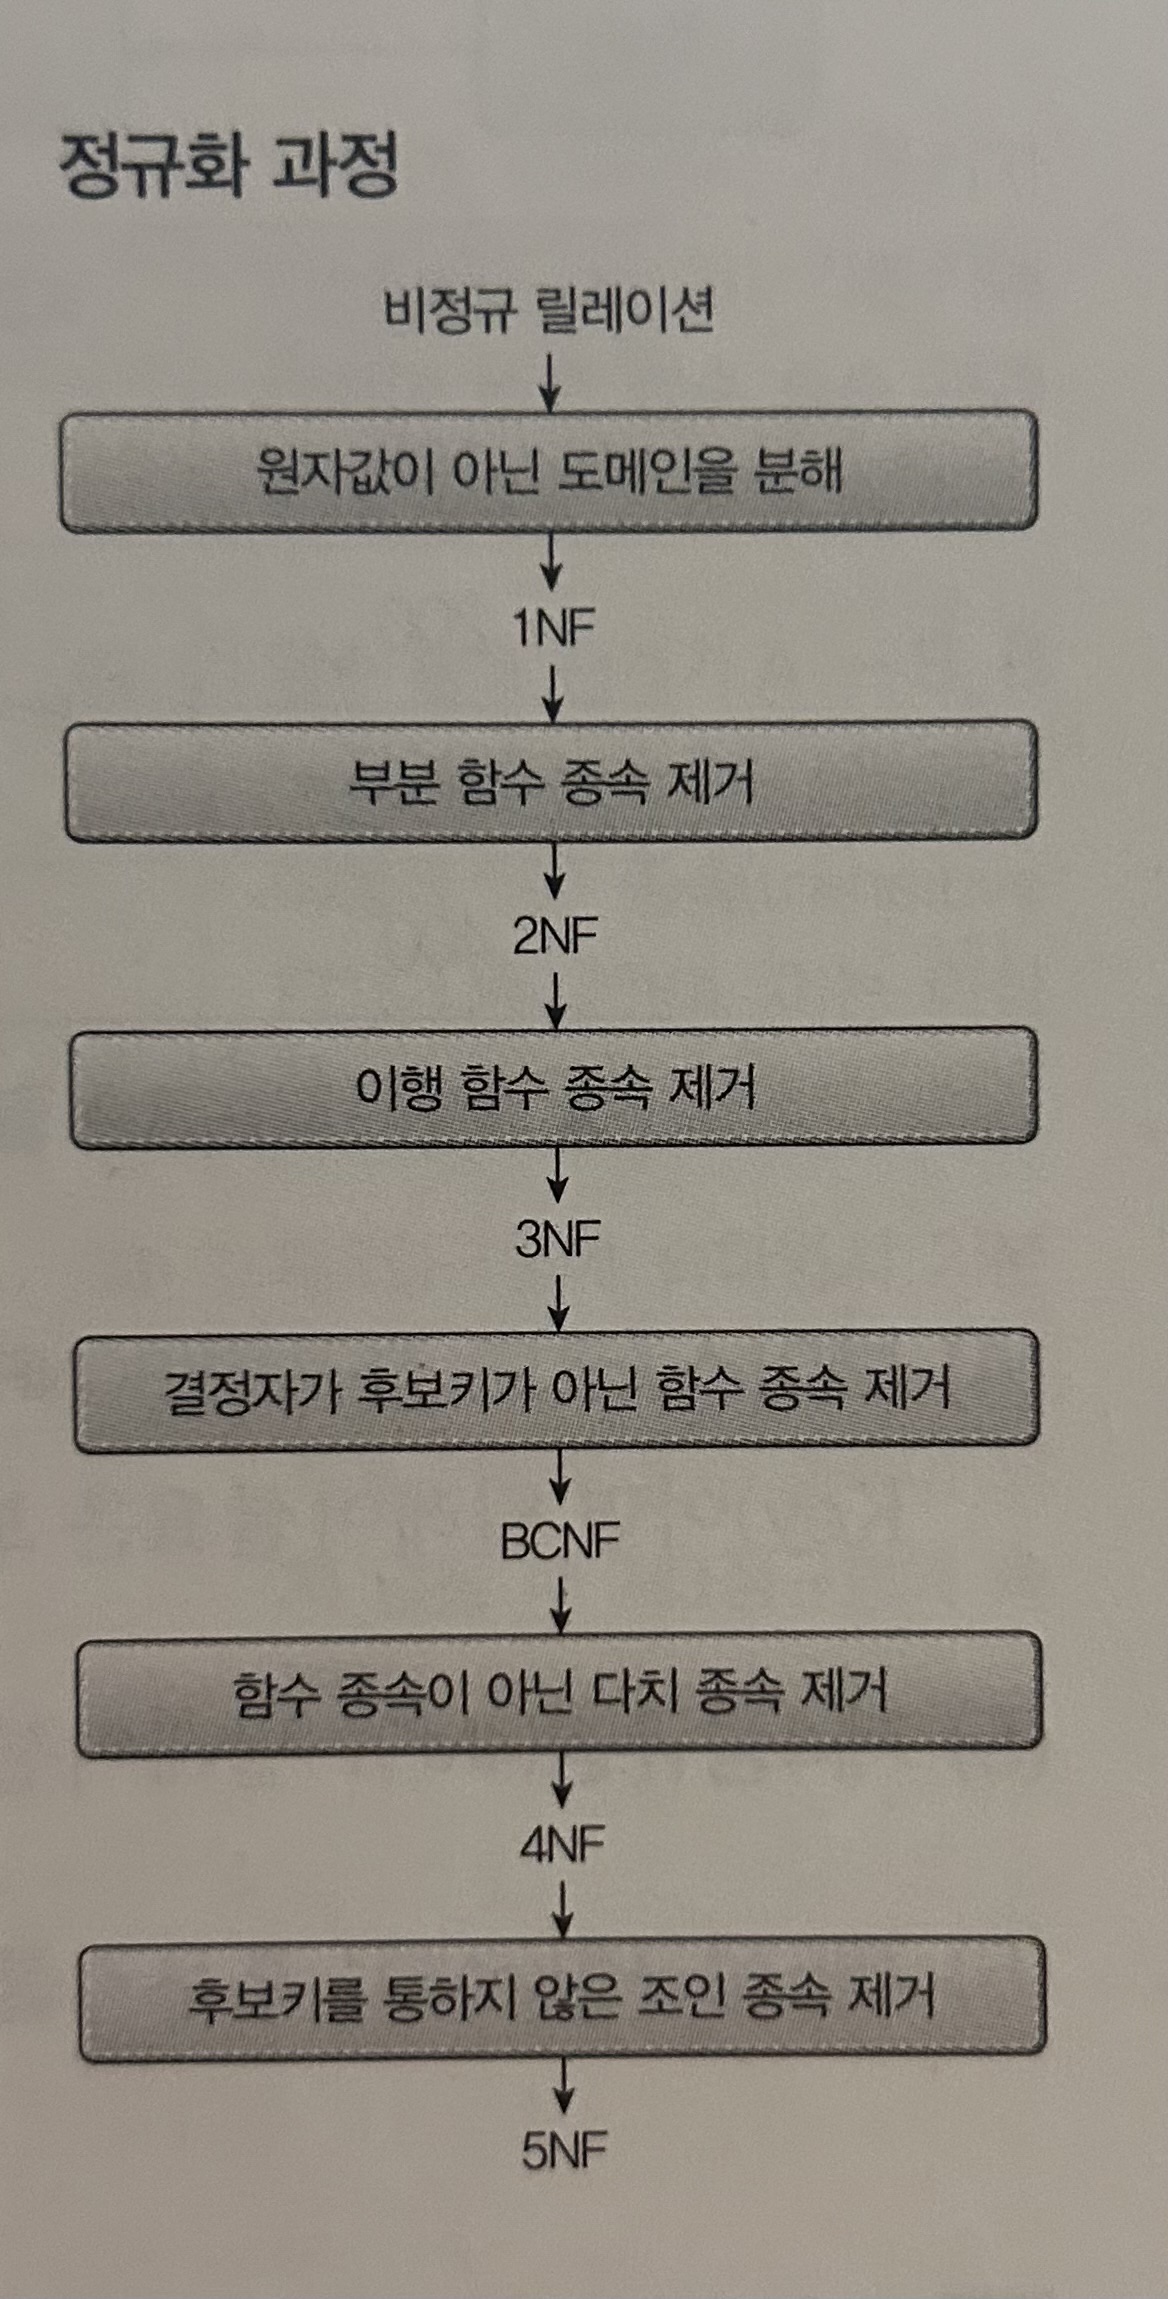 정규화 과정
비정규 릴레이션
원자값이 아닌 도메인을 분해
1NF
부분 함수 종속 제거
2NF
이행 함수 종속 제거
3NF
결정자가 후보키가 아닌 함수 종속 제거
BCNF
함수 종속이 아닌 다치 종속 제거
4NF
후보키를 통하지 않은 조인 종속 제거
5NF